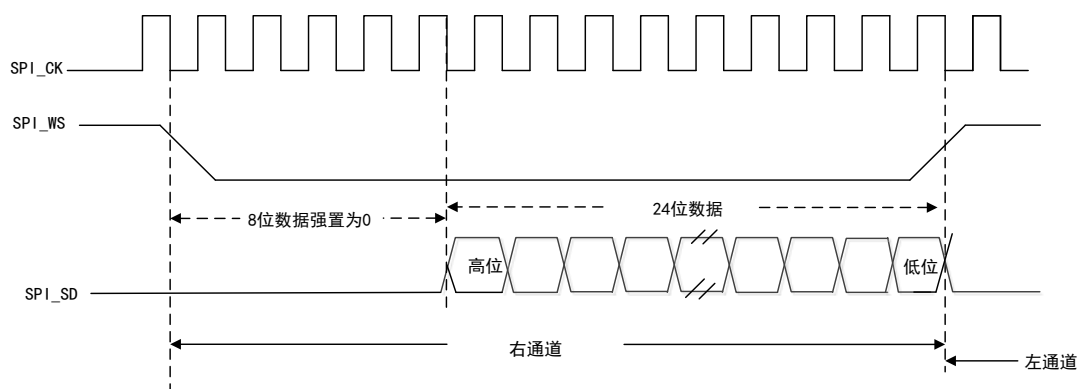 SPI_CK
SPI_WS
8位数据强置为0
24位数据
高位
低位
SPI_SD
右通道
左通道